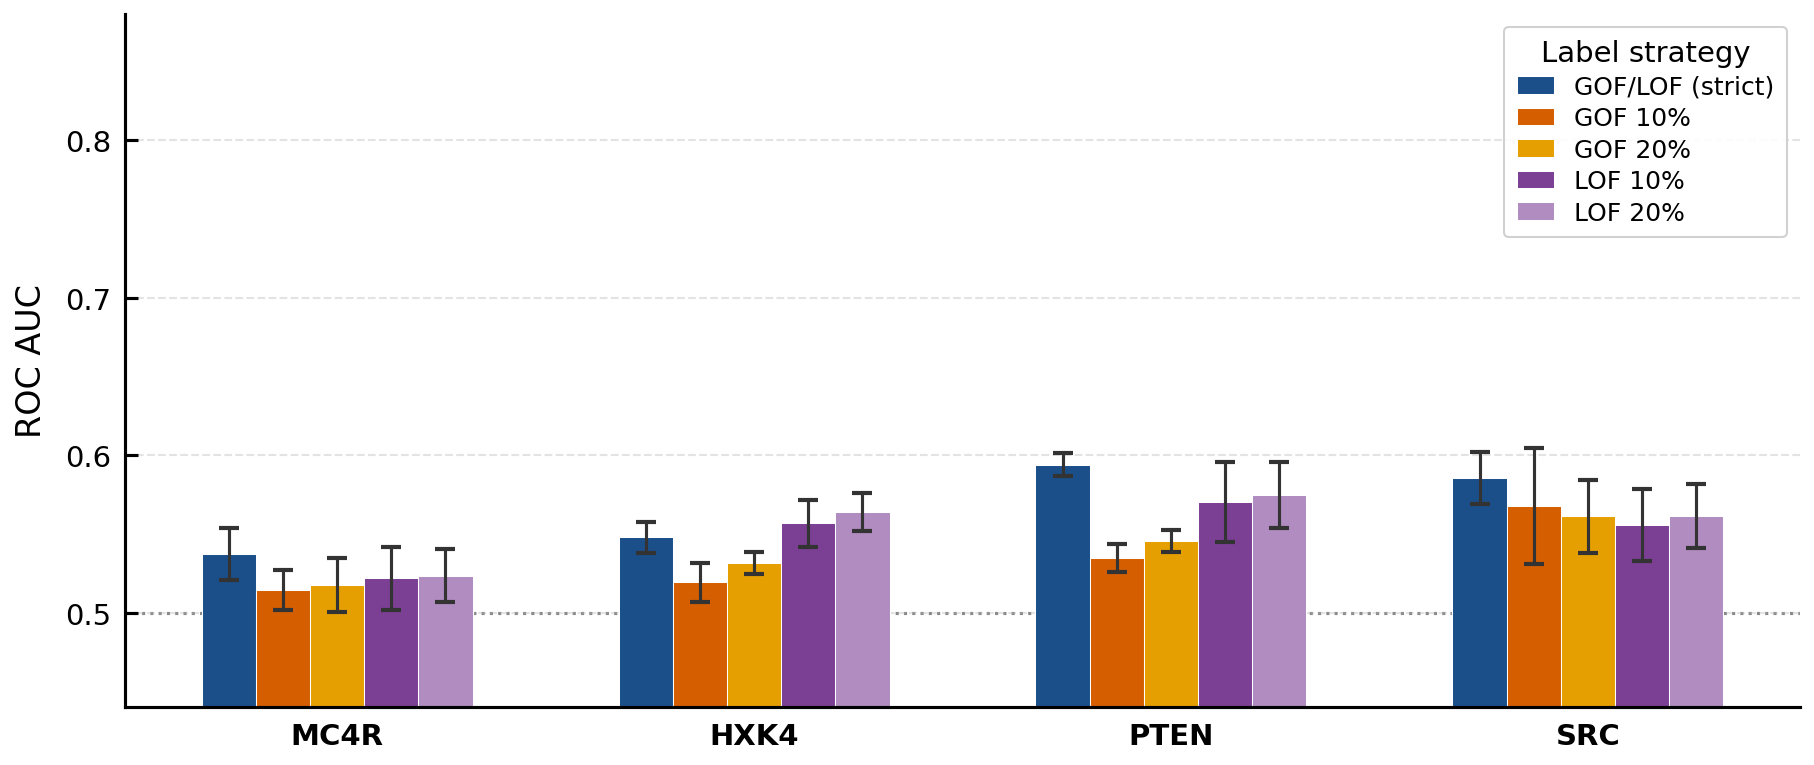 Label strategy
GOF/LOF (strict)
GOF 10%
GOF 20%
LOF 10%
LOF 20%
ROC AUC
0.8
0.7
0.6
0.5
MC4R
HXK4
PTEN
SRC